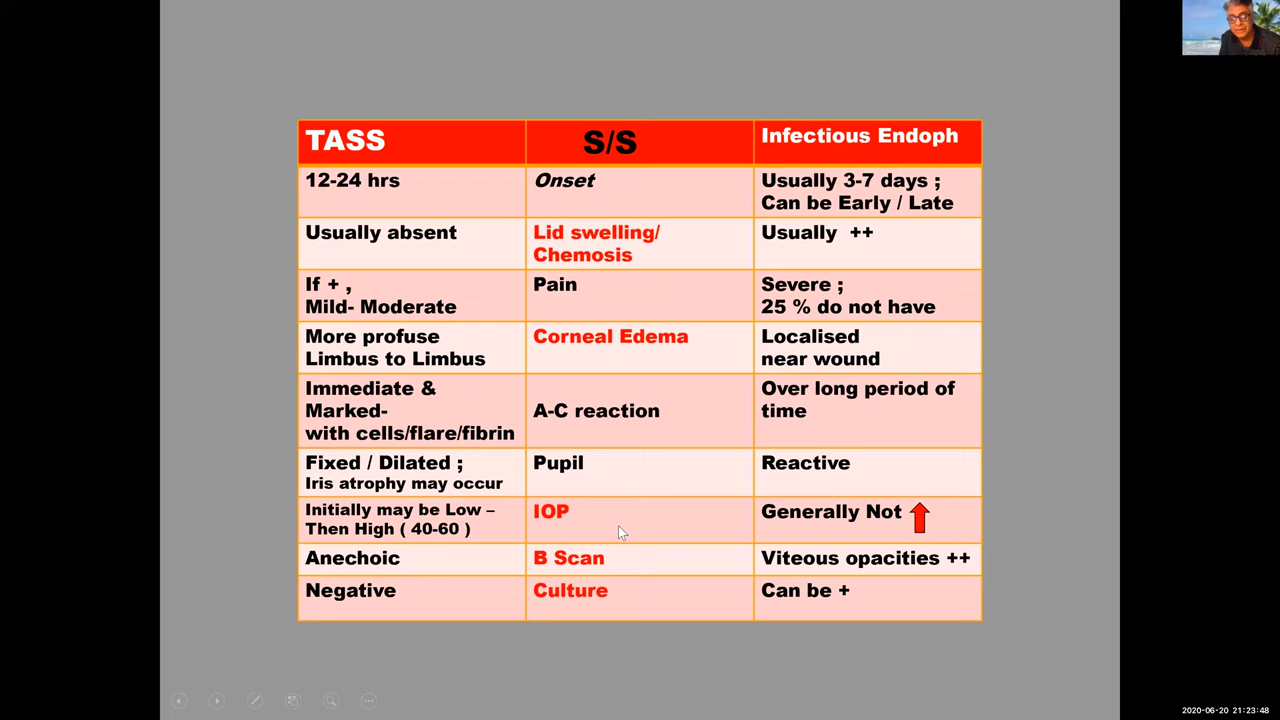 TASS
S/S
Infectious Endoph
12-24 hrs
Onset
Usually 3-7 days ;
Can be Early / Late
Usually absent
Lid swelling/
Chemosis
Usually ++
If + ,
Mild- Moderate
Pain
Severe ;
25 % do not have
More profuse
Limbus to Limbus
Corneal Edema
Localised
near wound
Immediate &
Marked-
with cells/flare/fibrin
A-C reaction
Over long period of
time
Fixed / Dilated ;
Iris atrophy may occur
Pupil
Reactive
Initially may be Low –
Then High ( 40-60 )
IOP
Generally Not
Anechoic
B Scan
Viteous opacities ++
Negative
Culture
Can be +
2020-06-20 21:23:48